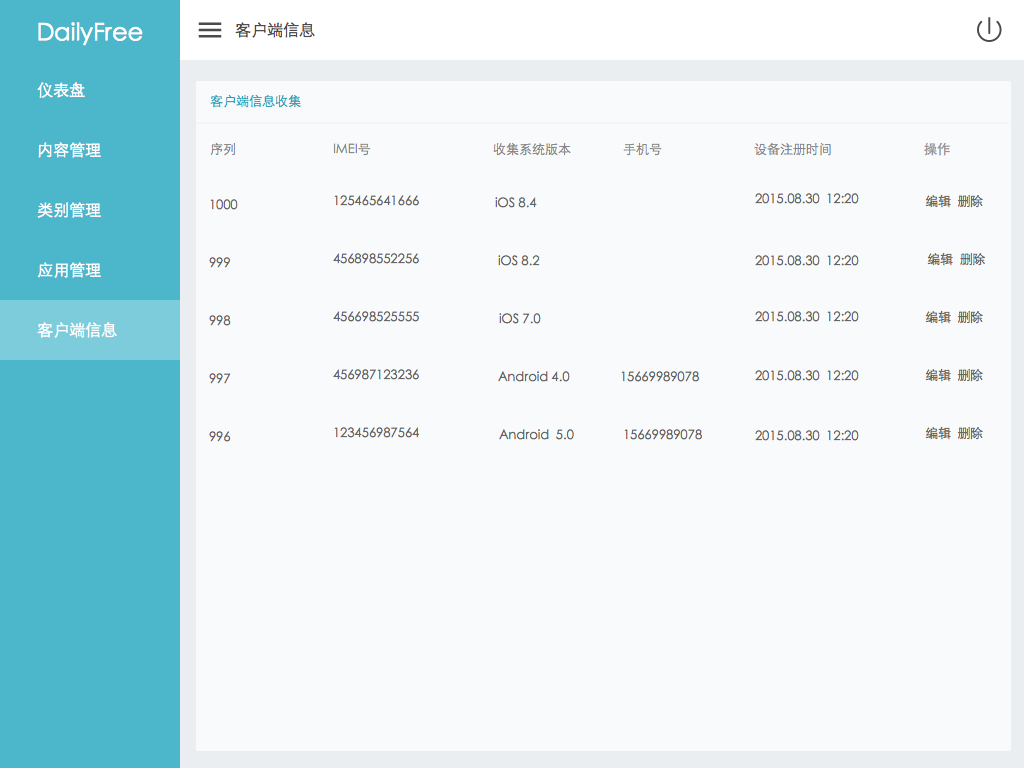 DailyFree
客户端信息
仪表盘
内容管理
类别管理
应用管理
客户端信息
客户端信息收集
序列 IMEI号 收集系统版本 手机号 设备注册时间 操作
1000 125465641666 iOS 8.4 2015.08.30 12:20 编辑 删除
999 456898552256 iOS 8.2 2015.08.30 12:20 编辑 删除
998 456698525555 iOS 7.0 2015.08.30 12:20 编辑 删除
997 456987123236 Android 4.0 15669989078 2015.08.30 12:20 编辑 删除
996 123456987564 Android 5.0 15669989078 2015.08.30 12:20 编辑 删除